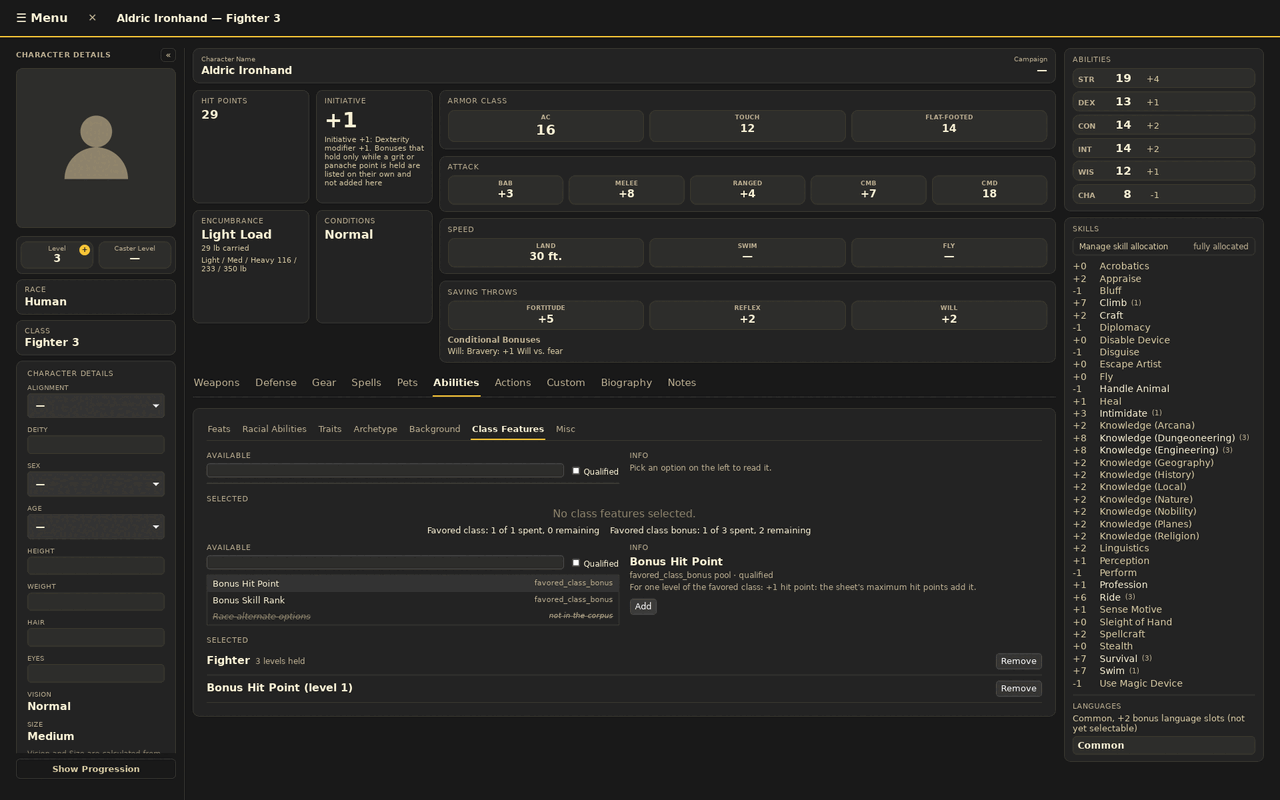 ☰ Menu × Aldric Ironhand — Fighter 3
CHARACTER DETAILS «
Level
3
+
Caster Level
—
RACE
Human
CLASS
Fighter 3
CHARACTER DETAILS
ALIGNMENT
—
DEITY
SEX
—
AGE
—
HEIGHT
WEIGHT
HAIR
EYES
VISION
Normal
SIZE
Medium
Vision and Size are calculated from
Show Progression
Character Name
Aldric Ironhand
Campaign
—
HIT POINTS
29
INITIATIVE
+1
Initiative +1: Dexterity
modifier +1. Bonuses that
hold only while a grit or
panache point is held are
listed on their own and
not added here
ENCUMBRANCE
Light Load
29 lb carried
Light / Med / Heavy 116 /
233 / 350 lb
CONDITIONS
Normal
ARMOR CLASS
AC
16
TOUCH
12
FLAT-FOOTED
14
ATTACK
BAB
+3
MELEE
+8
RANGED
+4
CMB
+7
CMD
18
SPEED
LAND
30 ft.
SWIM
—
FLY
—
SAVING THROWS
FORTITUDE
+5
REFLEX
+2
WILL
+2
Conditional Bonuses
Will: Bravery: +1 Will vs. fear
Weapons Defense Gear Spells Pets Abilities Actions Custom Biography Notes
Feats Racial Abilities Traits Archetype Background Class Features Misc
AVAILABLE
Qualified
INFO
Pick an option on the left to read it.
SELECTED
No class features selected.
Favored class: 1 of 1 spent, 0 remaining Favored class bonus: 1 of 3 spent, 2 remaining
AVAILABLE
Qualified
Bonus Hit Point favored_class_bonus
Bonus Skill Rank favored_class_bonus
Race alternate options not in the corpus
INFO
Bonus Hit Point
favored_class_bonus pool · qualified
For one level of the favored class: +1 hit point: the sheet's maximum hit points add it.
Add
SELECTED
Fighter 3 levels held Remove
Bonus Hit Point (level 1) Remove
ABILITIES
STR 19 +4
DEX 13 +1
CON 14 +2
INT 14 +2
WIS 12 +1
CHA 8 -1
SKILLS
Manage skill allocation fully allocated
+0 Acrobatics
+2 Appraise
-1 Bluff
+7 Climb (1)
+2 Craft
-1 Diplomacy
+0 Disable Device
-1 Disguise
+0 Escape Artist
+0 Fly
-1 Handle Animal
+1 Heal
+3 Intimidate (1)
+2 Knowledge (Arcana)
+8 Knowledge (Dungeoneering) (3)
+8 Knowledge (Engineering) (3)
+2 Knowledge (Geography)
+2 Knowledge (History)
+2 Knowledge (Local)
+2 Knowledge (Nature)
+2 Knowledge (Nobility)
+2 Knowledge (Planes)
+2 Knowledge (Religion)
+2 Linguistics
+1 Perception
-1 Perform
+1 Profession
+6 Ride (3)
+1 Sense Motive
+0 Sleight of Hand
+2 Spellcraft
+0 Stealth
+7 Survival (3)
+7 Swim (1)
-1 Use Magic Device
LANGUAGES
Common, +2 bonus language slots (not
yet selectable)
Common